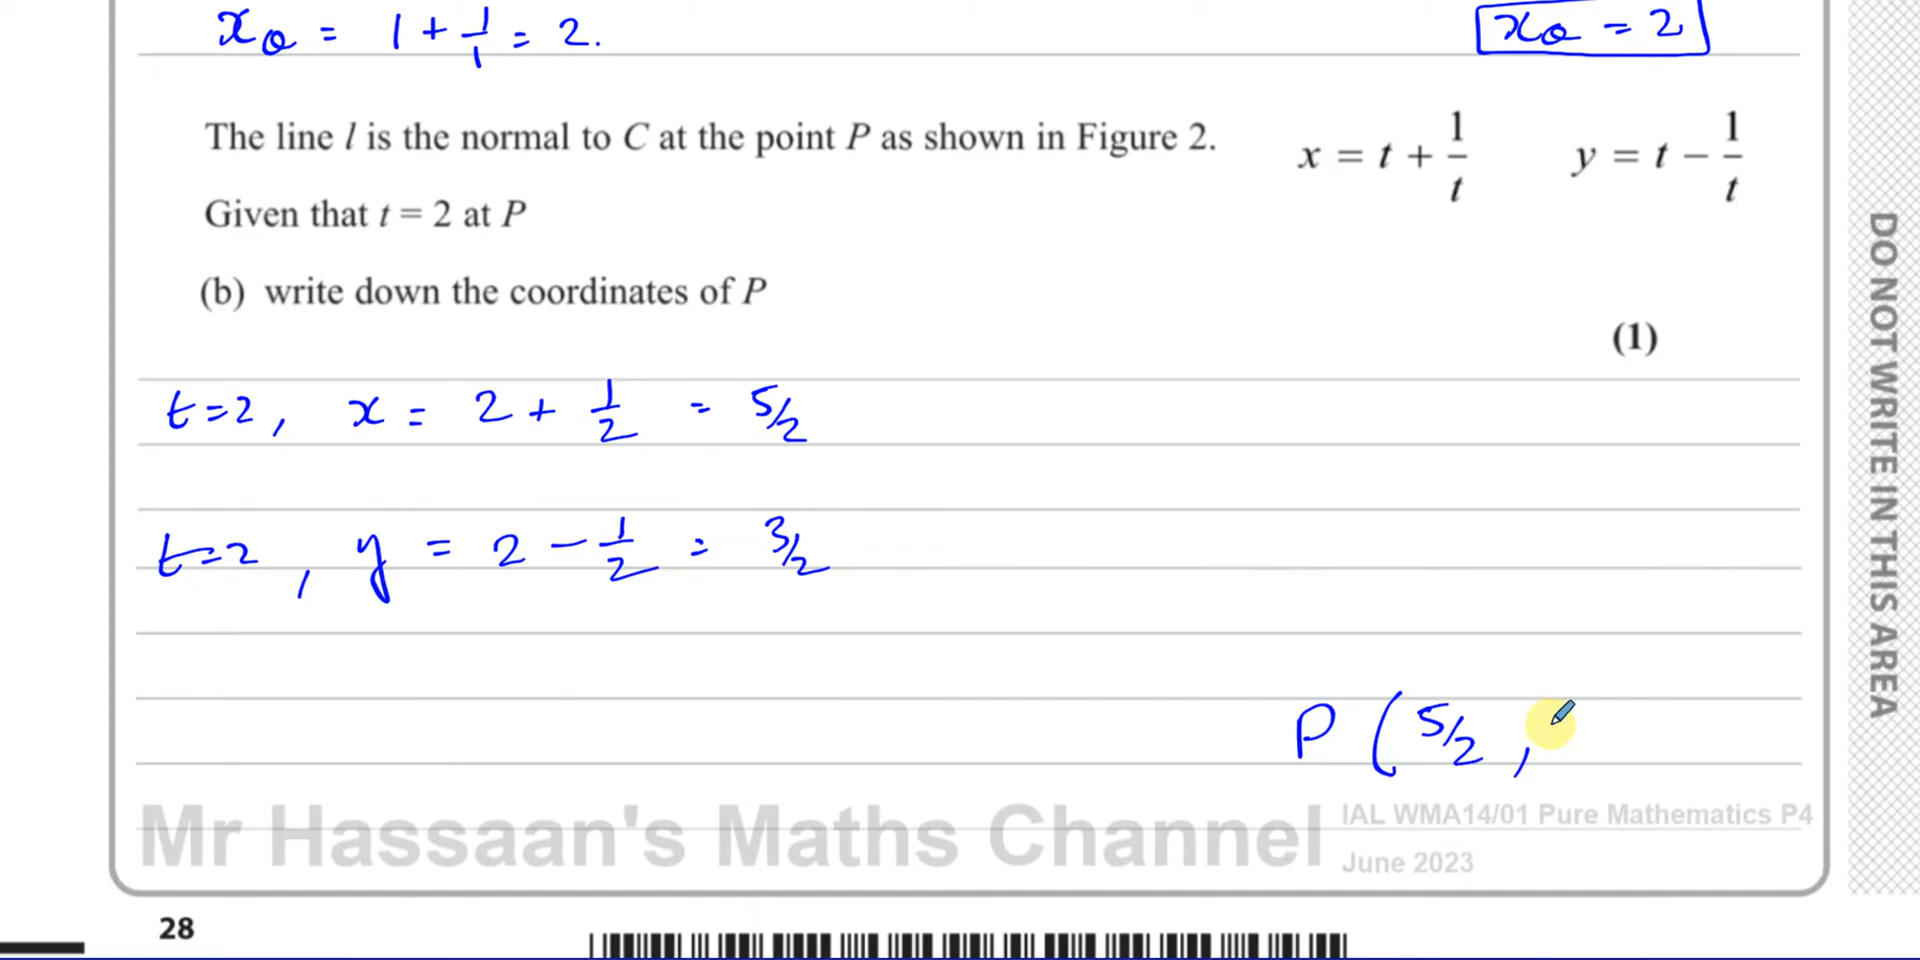 x_Q = 1 + 1/1 = 2.
x_Q = 2
The line l is the normal to C at the point P as shown in Figure 2.
x = t + 1/t
y = t − 1/t
Given that t = 2 at P
(b) write down the coordinates of P
(1)
t=2, x = 2 + 1/2 = 5/2
t=2, y = 2 − 1/2 = 3/2
P ( 5/2 ,
Mr Hassaan's Maths Channel
IAL WMA14/01 Pure Mathematics P4
June 2023
28
DO NOT WRITE IN THIS AREA